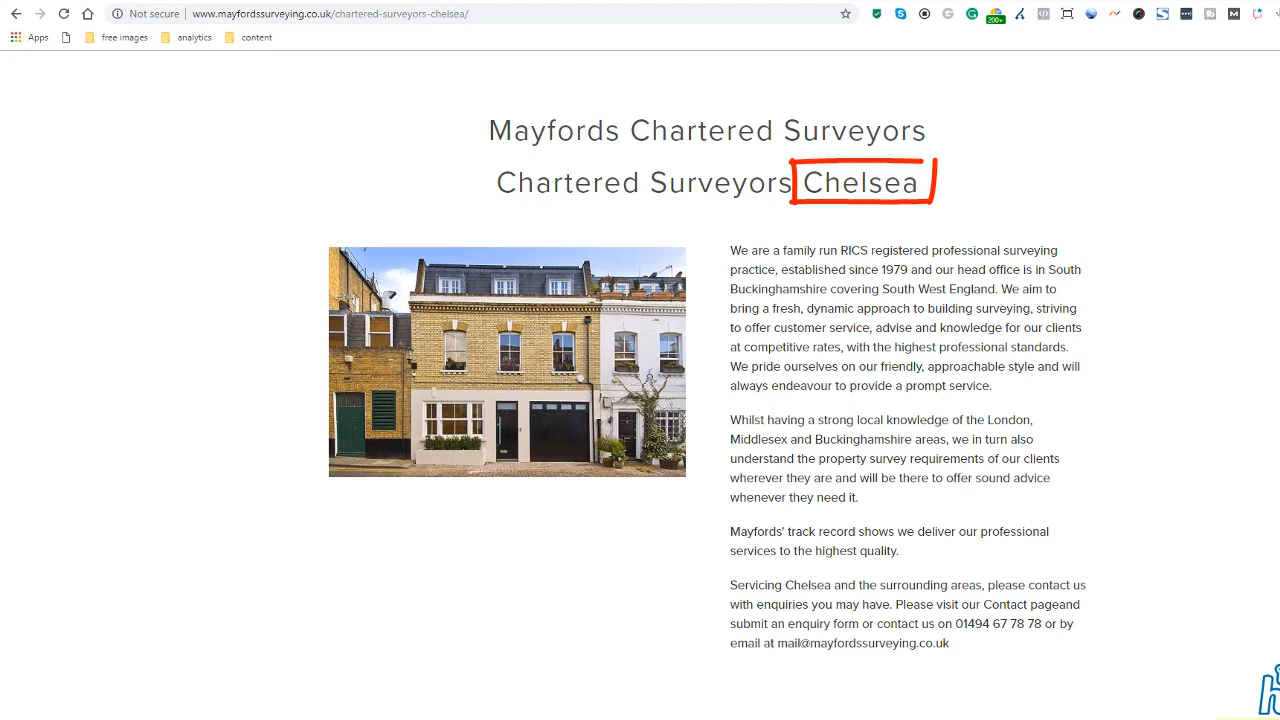 Not secure | www.mayfordssurveying.co.uk/chartered-surveyors-chelsea/
200+
Apps free images analytics content
Mayfords Chartered Surveyors
Chartered Surveyors Chelsea
We are a family run RICS registered professional surveying
practice, established since 1979 and our head office is in South
Buckinghamshire covering South West England. We aim to
bring a fresh, dynamic approach to building surveying, striving
to offer customer service, advise and knowledge for our clients
at competitive rates, with the highest professional standards.
We pride ourselves on our friendly, approachable style and will
always endeavour to provide a prompt service.
Whilst having a strong local knowledge of the London,
Middlesex and Buckinghamshire areas, we in turn also
understand the property survey requirements of our clients
wherever they are and will be there to offer sound advice
whenever they need it.
Mayfords' track record shows we deliver our professional
services to the highest quality.
Servicing Chelsea and the surrounding areas, please contact us
with enquiries you may have. Please visit our Contact pageand
submit an enquiry form or contact us on 01494 67 78 78 or by
email at mail@mayfordssurveying.co.uk